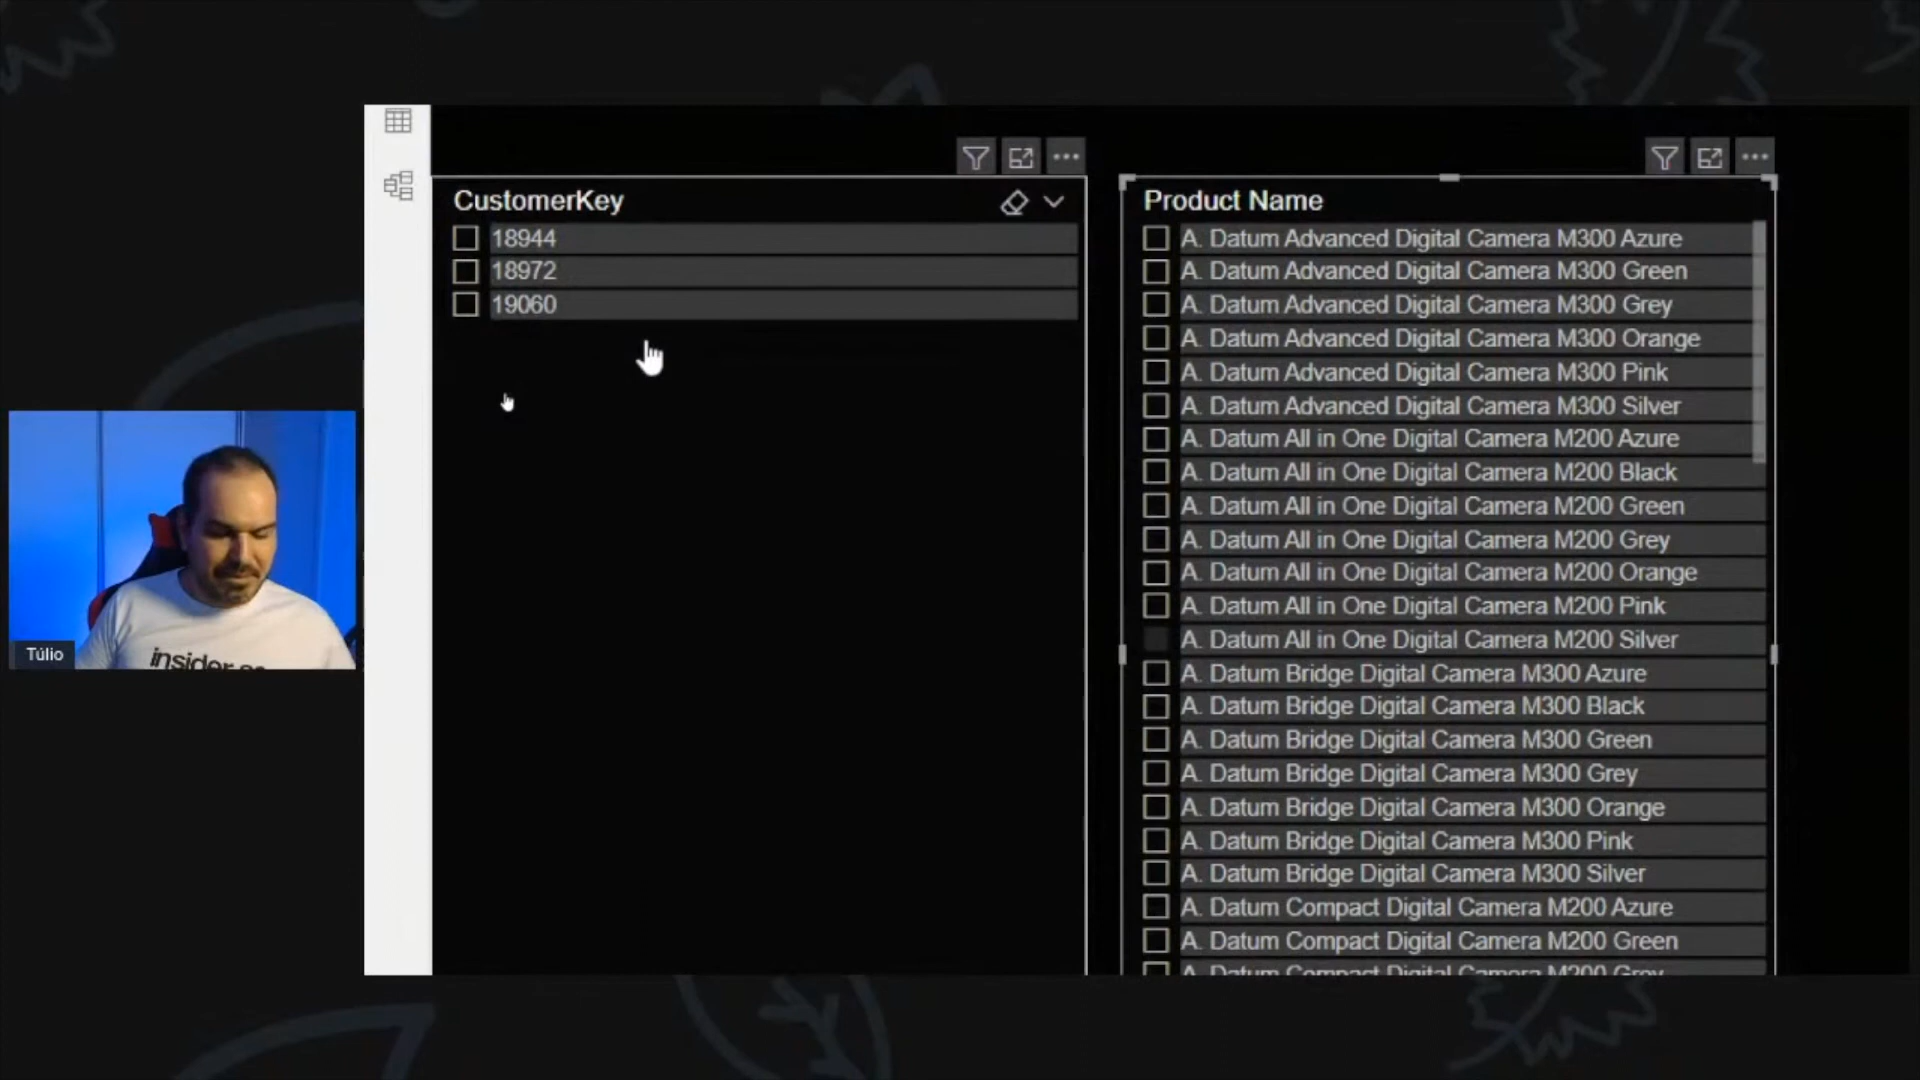 CustomerKey
18944
18972
19060
Product Name
A. Datum Advanced Digital Camera M300 Azure
A. Datum Advanced Digital Camera M300 Green
A. Datum Advanced Digital Camera M300 Grey
A. Datum Advanced Digital Camera M300 Orange
A. Datum Advanced Digital Camera M300 Pink
A. Datum Advanced Digital Camera M300 Silver
A. Datum All in One Digital Camera M200 Azure
A. Datum All in One Digital Camera M200 Black
A. Datum All in One Digital Camera M200 Green
A. Datum All in One Digital Camera M200 Grey
A. Datum All in One Digital Camera M200 Orange
A. Datum All in One Digital Camera M200 Pink
A. Datum All in One Digital Camera M200 Silver
A. Datum Bridge Digital Camera M300 Azure
A. Datum Bridge Digital Camera M300 Black
A. Datum Bridge Digital Camera M300 Green
A. Datum Bridge Digital Camera M300 Grey
A. Datum Bridge Digital Camera M300 Orange
A. Datum Bridge Digital Camera M300 Pink
A. Datum Bridge Digital Camera M300 Silver
A. Datum Compact Digital Camera M200 Azure
A. Datum Compact Digital Camera M200 Green
A. Datum Compact Digital Camera M200 Grey
Túlio